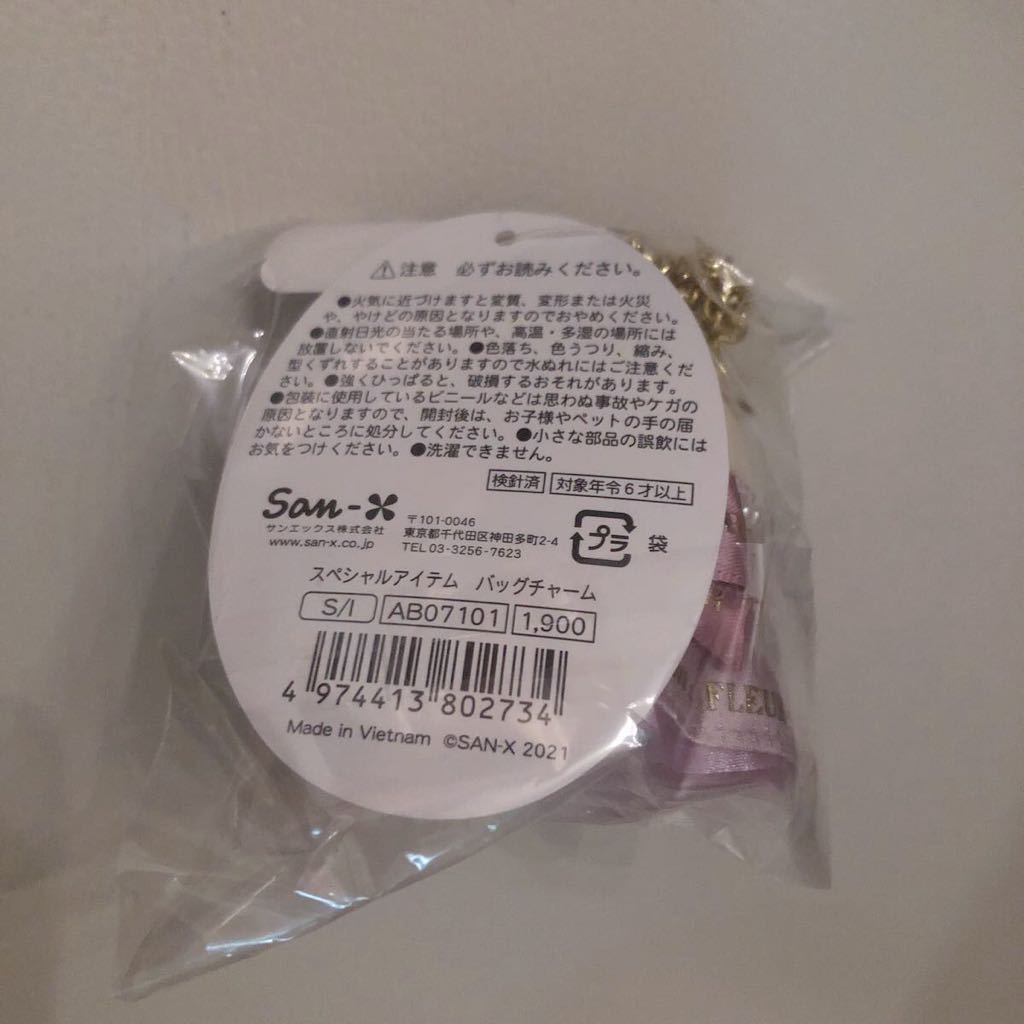 ⚠注意 必ずお読みください。
●火気に近づけますと変質、変形または火災
や、やけどの原因となりますのでおやめください。
●直射日光の当たる場所や、高温・多湿の場所には
放置しないでください。●色落ち、色うつり、縮み、
型くずれすることがありますので水ぬれにはご注意くだ
さい。●強くひっぱると、破損するおそれがあります。
●包装に使用しているビニールなどは思わぬ事故やケガの
原因となりますので、開封後は、お子様やペットの手の届
かないところに処分してください。●小さな部品の誤飲には
お気をつけください。●洗濯できません。
検針済 対象年令6才以上
San-X
サンエックス株式会社
www.san-x.co.jp
〒101-0046
東京都千代田区神田多町2-4
TEL 03-3256-7623
プラ 袋
スペシャルアイテム バッグチャーム
S/I AB07101 1,900
4 974413 802734
Made in Vietnam ©SAN-X 2021
FLEU